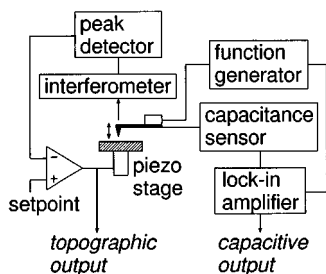 peak
detector
function
generator
interferometer
capacitance
sensor
piezo
stage
−
+
setpoint
lock-in
amplifier
topographic
output
capacitive output